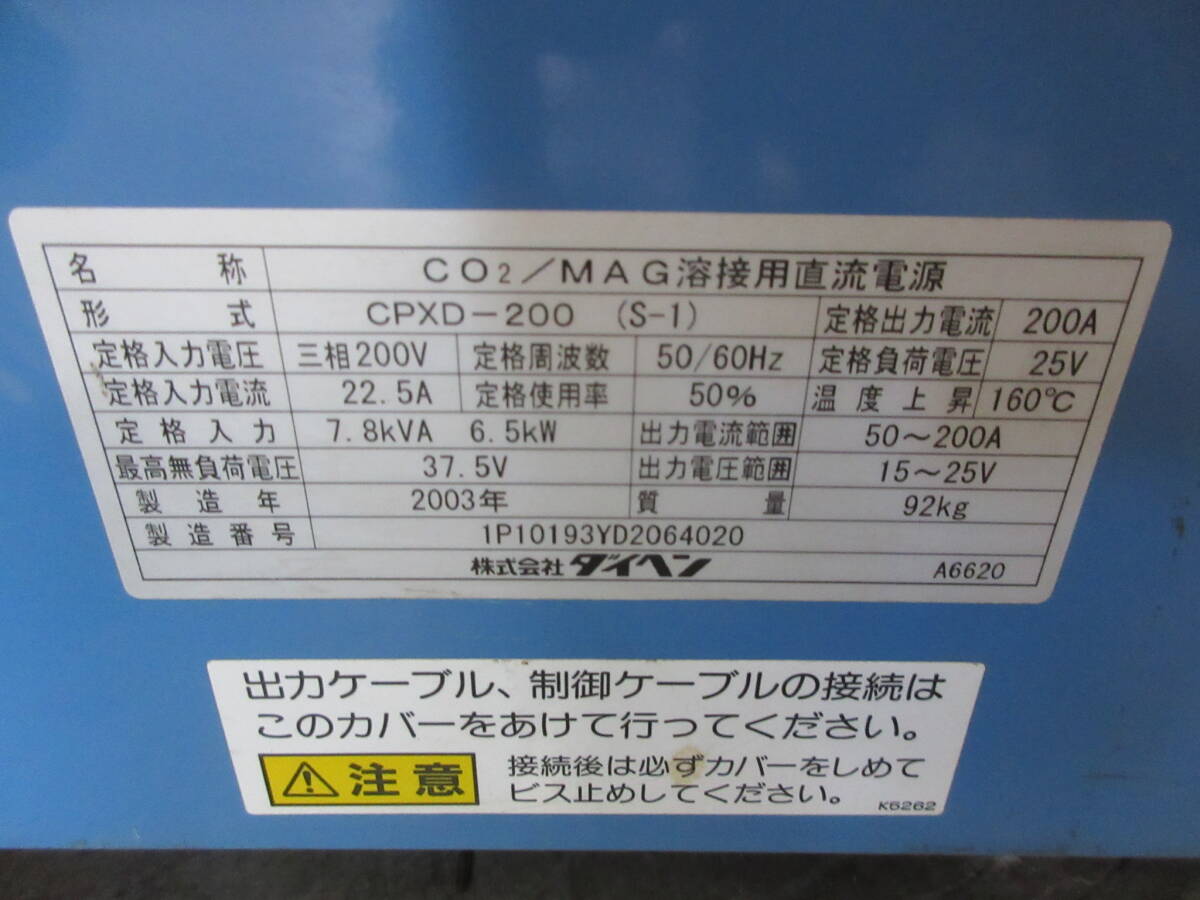 名称 CO2/MAG溶接用直流電源
形式 CPXD-200 (S-1) 定格出力電流 200A
定格入力電圧 三相200V 定格周波数 50/60Hz 定格負荷電圧 25V
定格入力電流 22.5A 定格使用率 50% 温度上昇 160℃
定格入力 7.8kVA 6.5kW 出力電流範囲 50~200A
最高無負荷電圧 37.5V 出力電圧範囲 15~25V
製造年 2003年 質量 92kg
製造番号 1P10193YD2064020
株式会社ダイヘン A6620
出力ケーブル、制御ケーブルの接続は
このカバーをあけて行ってください。
注意 接続後は必ずカバーをしめて
ビス止めしてください。 K5262